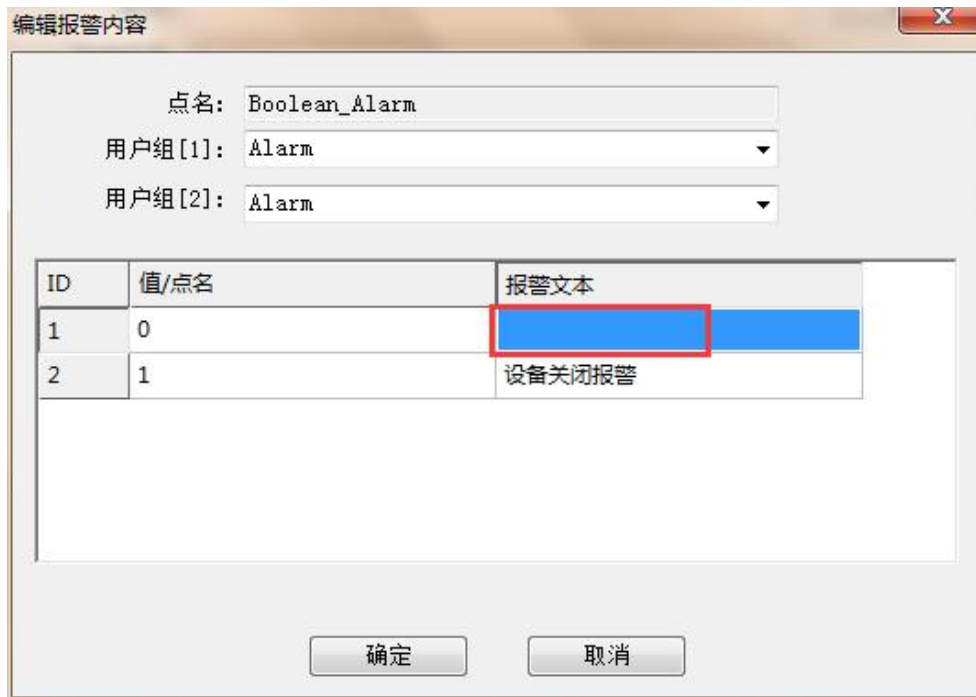 编辑报警内容
点名: Boolean_Alarm
用户组[1]: Alarm
用户组[2]: Alarm
ID 值/点名 报警文本
1 0
2 1 设备关闭报警
确定 取消